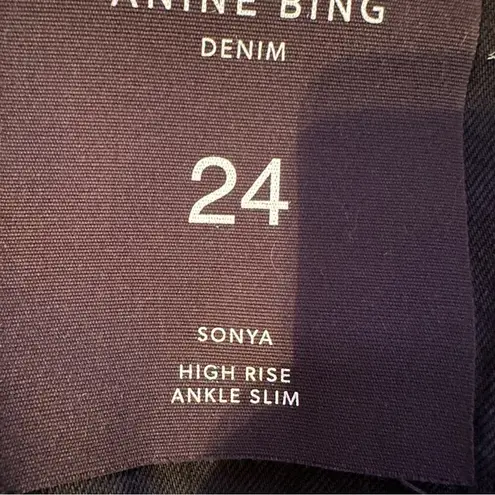 ANINE BING
DENIM
24
SONYA
HIGH RISE
ANKLE SLIM